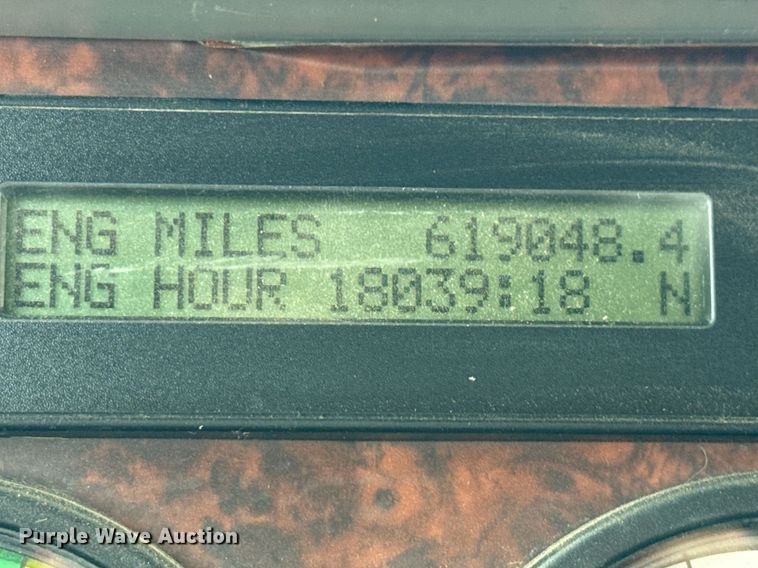 ENG MILES 619048.4
ENG HOUR 18039:18 N
Purple Wave Auction